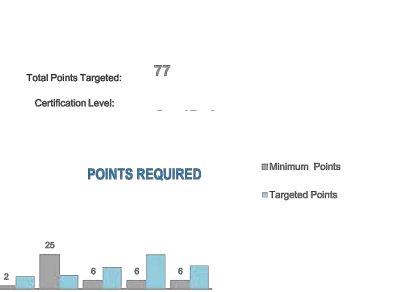 77
Total Points Targeted:
Certification Level:
Minimum Points
POINTS REQUIRED
Targeted Points
25
2 6 6 6